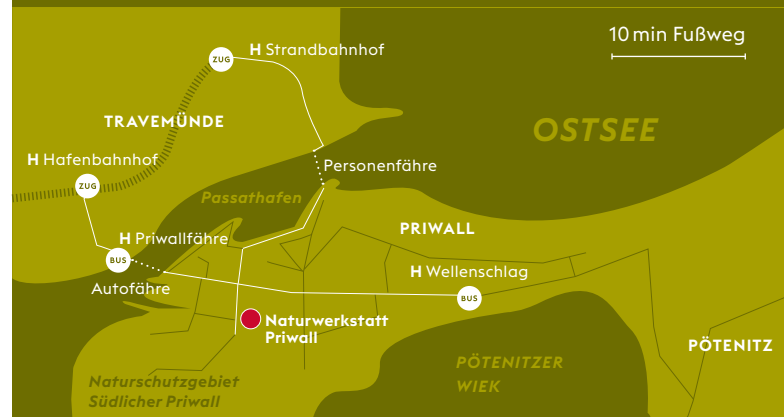 10 min Fußweg
ZUG
H Strandbahnhof
TRAVEMÜNDE
OSTSEE
H Hafenbahnhof
Personenfähre
ZUG
Passathafen
PRIWALL
H Priwallfähre
BUS
H Wellenschlag
Autofähre
BUS
Naturwerkstatt
Priwall
PÖTENITZ
PÖTENITZER
WIEK
Naturschutzgebiet
Südlicher Priwall